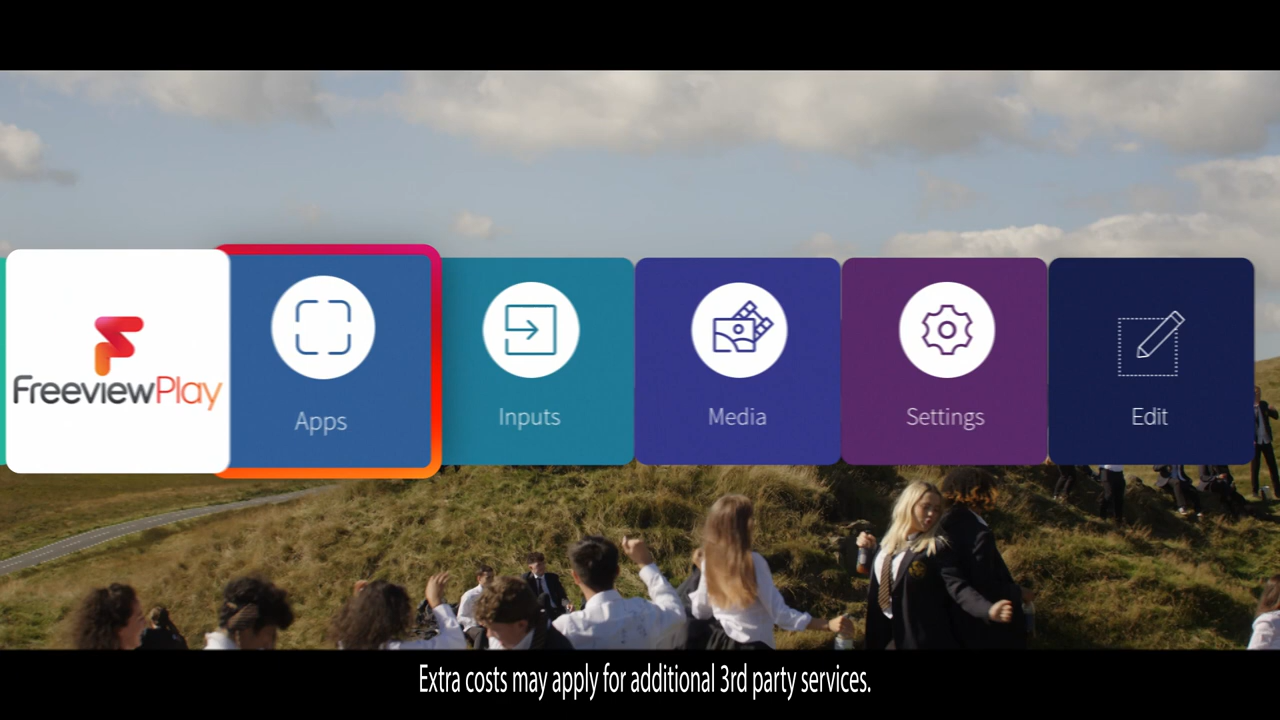 FreeviewPlay
Apps
Inputs
Media
Settings
Edit
Extra costs may apply for additional 3rd party services.